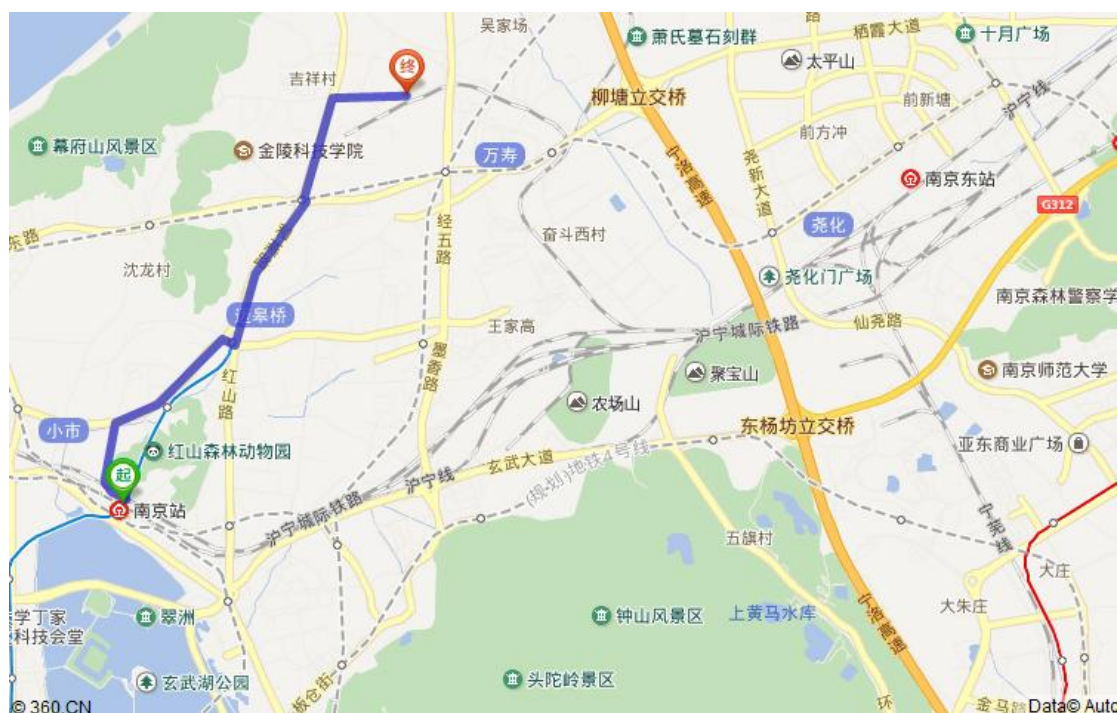 吴家场
萧氏墓石刻群
栖霞大道
十月广场
太平山
终
吉祥村
柳塘立交桥
前新塘
沪宁线
前方冲
幕府山风景区
金陵科技学院
万寿
宁洛高速
尧新大道
南京东站
G312
经五路
奋斗西村
尧化
东路
沈龙村
尧化门广场
南京森林警察学
迈皋桥
王家高
沪宁城际铁路
仙尧路
墨香路
红山路
聚宝山
南京师范大学
农场山
小市
东杨坊立交桥
亚东商业广场
红山森林动物园
玄武大道
(规划)地铁4号线
起
沪宁线
南京站
沪宁城际铁路
宁芜线
五旗村
大庄
大朱庄
学丁家
科技会堂
翠洲
钟山风景区
上黄马水库
宁洛高速
玄武湖公园
板仓街
头陀岭景区
环
金马路
© 360.CN
Data© Auto